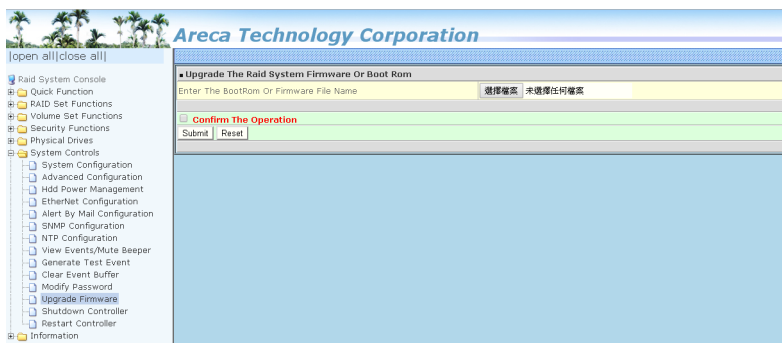 Areca Technology Corporation
|open all|close all|
Raid System Console
Quick Function
RAID Set Functions
Volume Set Functions
Security Functions
Physical Drives
System Controls
System Configuration
Advanced Configuration
Hdd Power Management
EtherNet Configuration
Alert By Mail Configuration
SNMP Configuration
NTP Configuration
View Events/Mute Beeper
Generate Test Event
Clear Event Buffer
Modify Password
Upgrade Firmware
Shutdown Controller
Restart Controller
Information
Upgrade The Raid System Firmware Or Boot Rom
Enter The BootRom Or Firmware File Name 選擇檔案 未選擇任何檔案
Confirm The Operation
Submit Reset